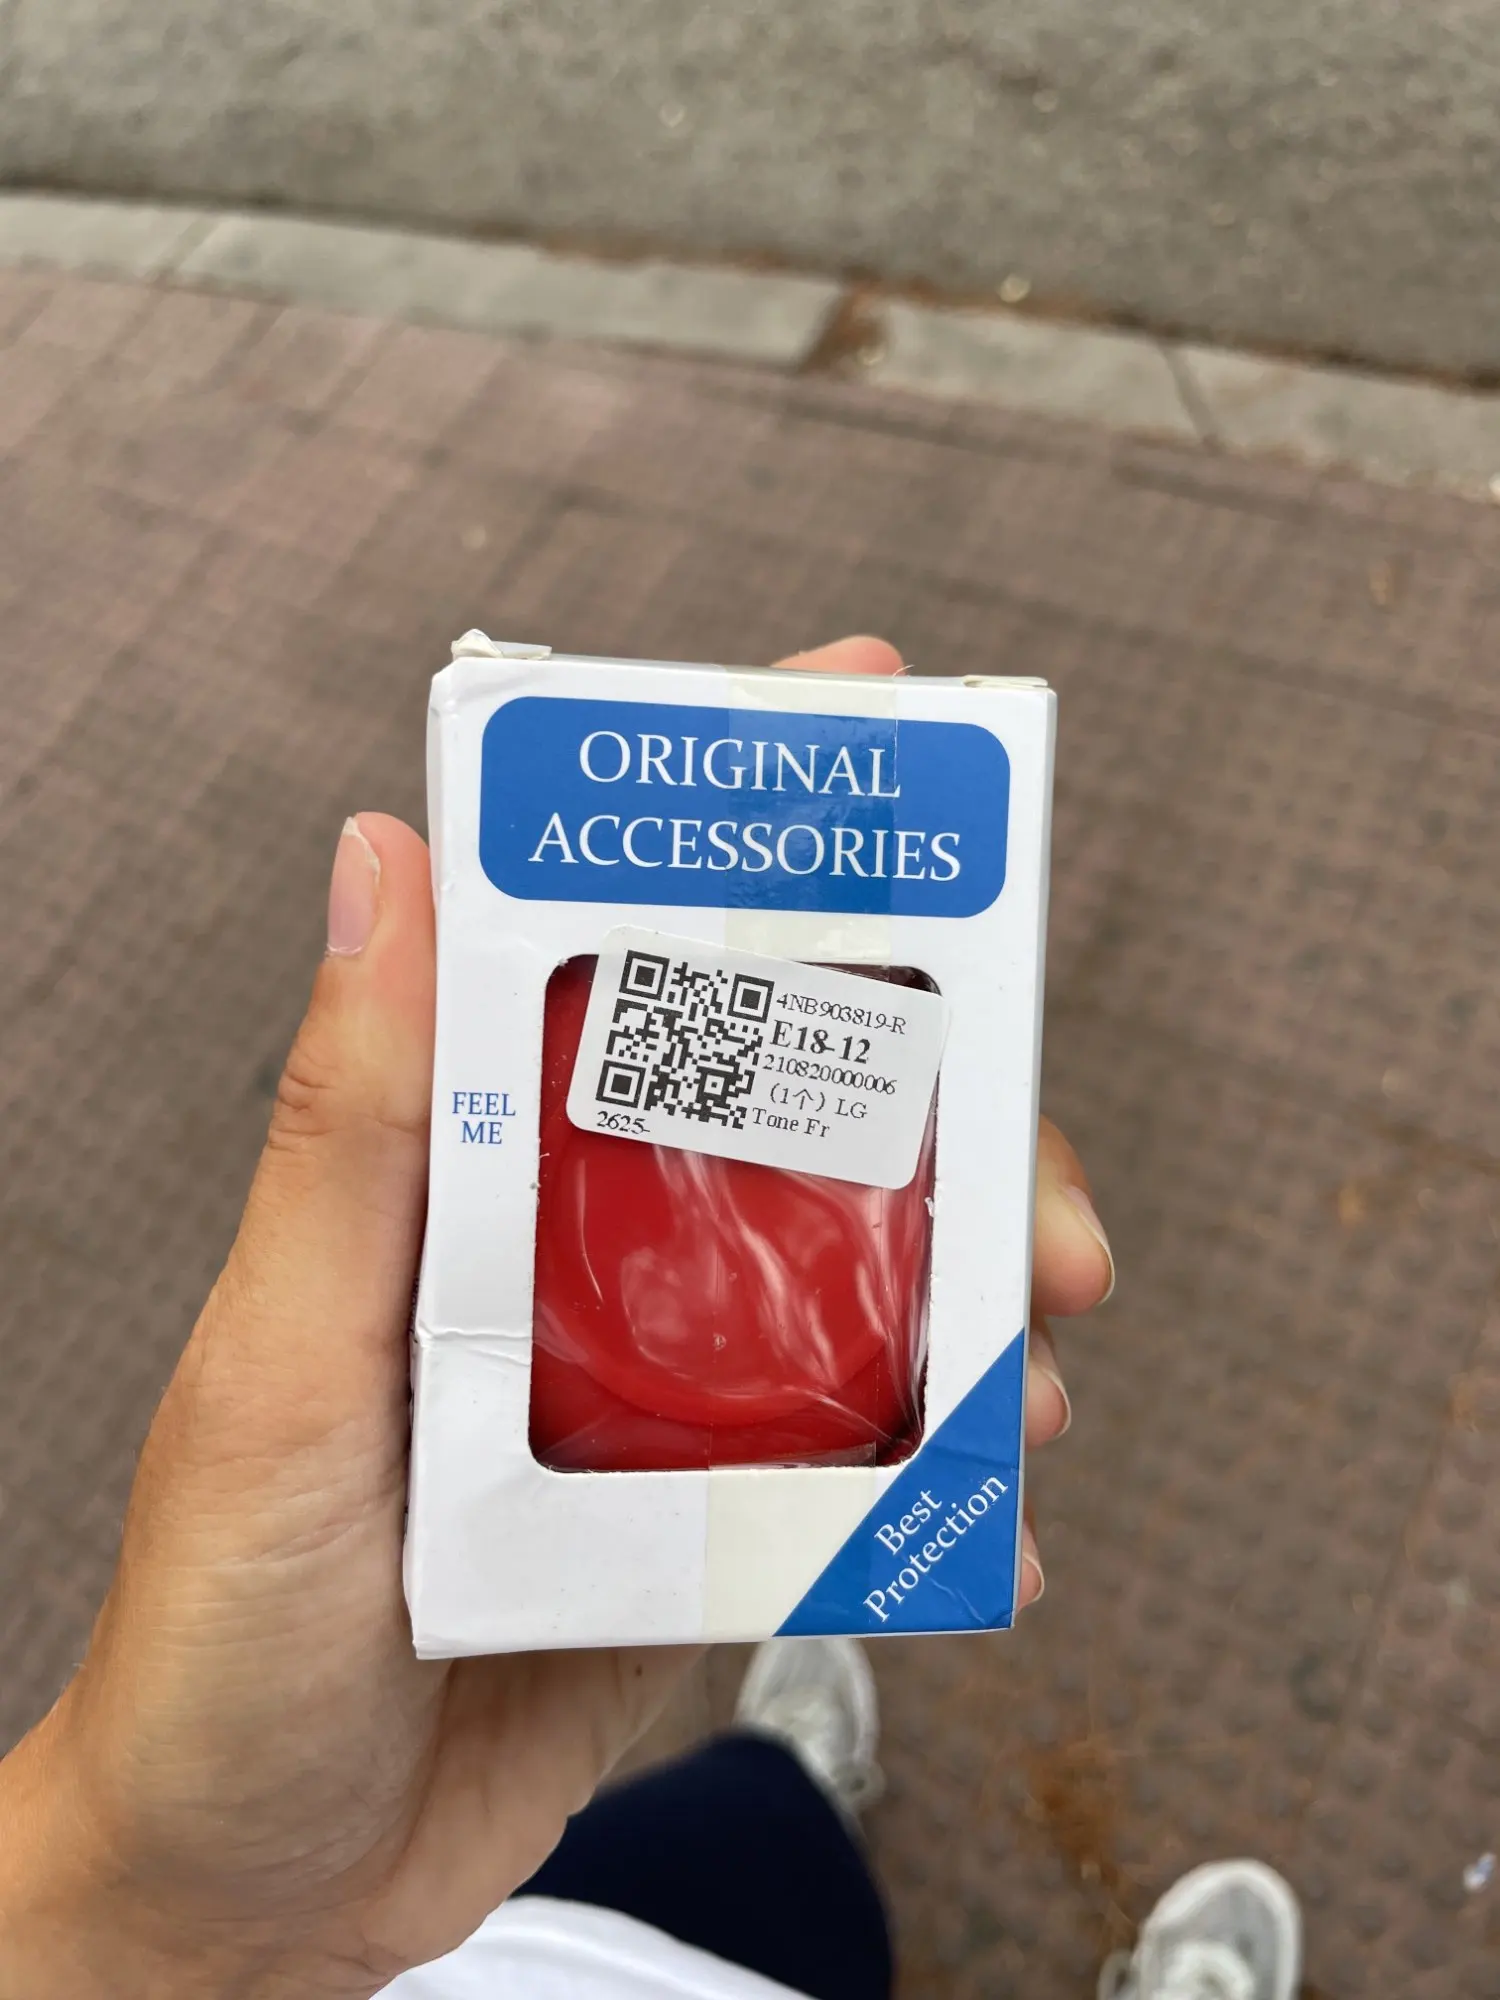 ORIGINAL
ACCESSORIES
4NB903819-R
E18-12
210820000006
(1个) LG
Tone Fr
2625-
FEEL
ME
Best
Protection